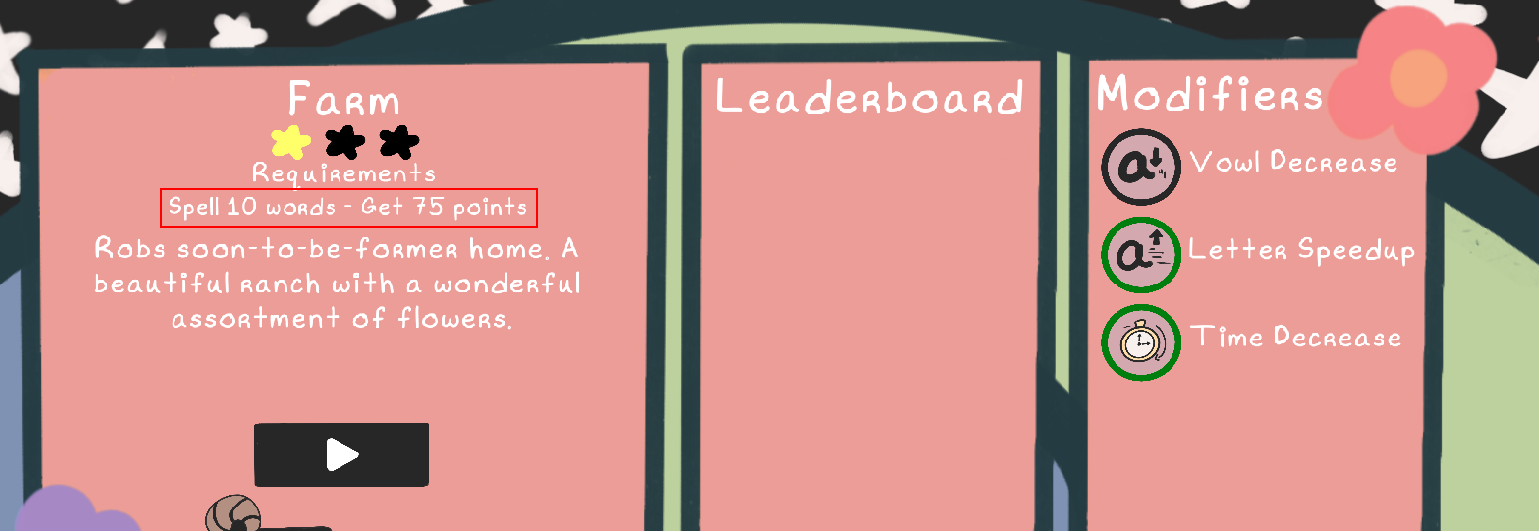 Farm
Requirements
Spell 10 words - Get 75 points
Robs soon-to-be-former home. A
beautiful ranch with a wonderful
assortment of flowers.
Leaderboard
Modifiers
Vowl Decrease
Letter Speedup
Time Decrease